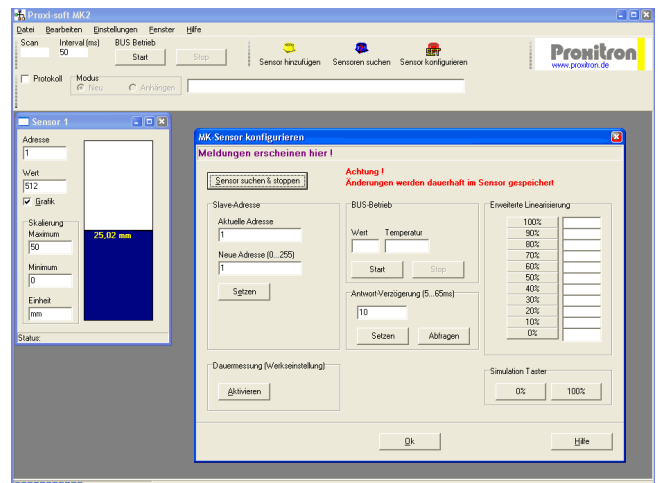 Proxi-soft MK2
Datei Bearbeiten Einstellungen Fenster Hilfe
Scan Interval (ms) BUS Betrieb
50 Start Stop
Sensor hinzufügen Sensoren suchen Sensor konfigurieren
Proxitron
www.proxitron.de
Protokoll Modus
Neu Anhängen
Sensor 1
Adresse
1
Wert
512
Grafik
Skalierung
Maximum
50
25,02 mm
Minimum
0
Einheit
mm
Status:
MK-Sensor konfigurieren
Meldungen erscheinen hier !
Sensor suchen & stoppen
Achtung !
Änderungen werden dauerhaft im Sensor gespeichert
Slave-Adresse
Aktuelle Adresse
1
Neue Adresse (0...255)
1
Setzen
BUS-Betrieb
Wert Temperatur
Start Stop
Antwort-Verzögerung (5...65ms)
10
Setzen Abfragen
Erweiterte Linearisierung
100%
90%
80%
70%
60%
50%
40%
30%
20%
10%
0%
Dauermessung (Werkseinstellung)
Aktivieren
Simulation Taster
0% 100%
Ok Hilfe